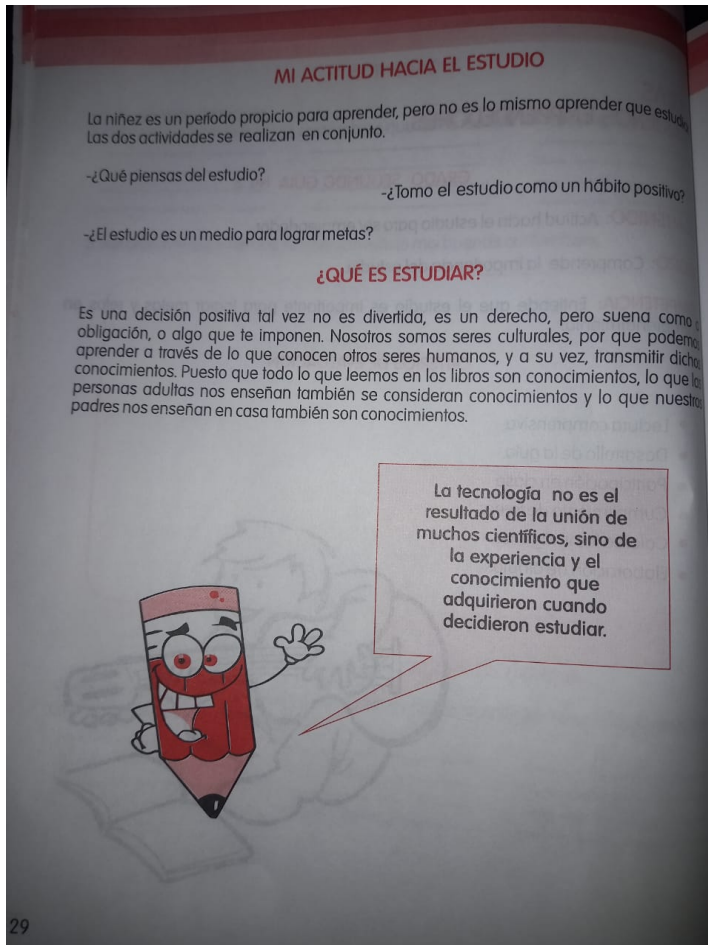 MI ACTITUD HACIA EL ESTUDIO
La niñez es un período propicio para aprender, pero no es lo mismo aprender que
Las dos actividades se realizan en conjunto.
-¿Qué piensas del estudio?
-¿Tomo el estudio como un hábito positivo?
-¿El estudio es un medio para lograr metas?
¿QUÉ ES ESTUDIAR?
Es una decisión positiva tal vez no es divertida, es un derecho, pero suena como
obligación, o algo que te imponen. Nosotros somos seres culturales, por que
aprender a través de lo que conocen otros seres humanos, y a su vez, transmitir
conocimientos. Puesto que todo lo que leemos en los libros son conocimientos, lo que
personas adultas nos enseñan también se consideran conocimientos y lo que
padres nos enseñan en casa también son conocimientos.
La tecnología no es el
resultado de la unión de
muchos científicos, sino de
la experiencia y el
conocimiento que
adquirieron cuando
decidieron estudiar.
29